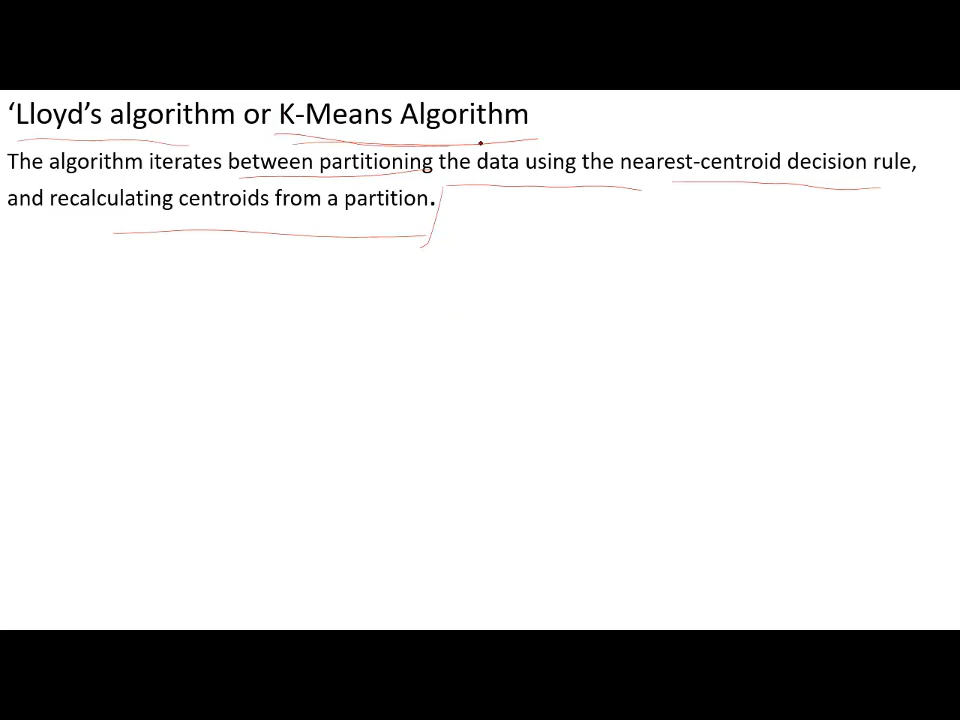 ‘Lloyd’s algorithm or K-Means Algorithm
The algorithm iterates between partitioning the data using the nearest-centroid decision rule,
and recalculating centroids from a partition.